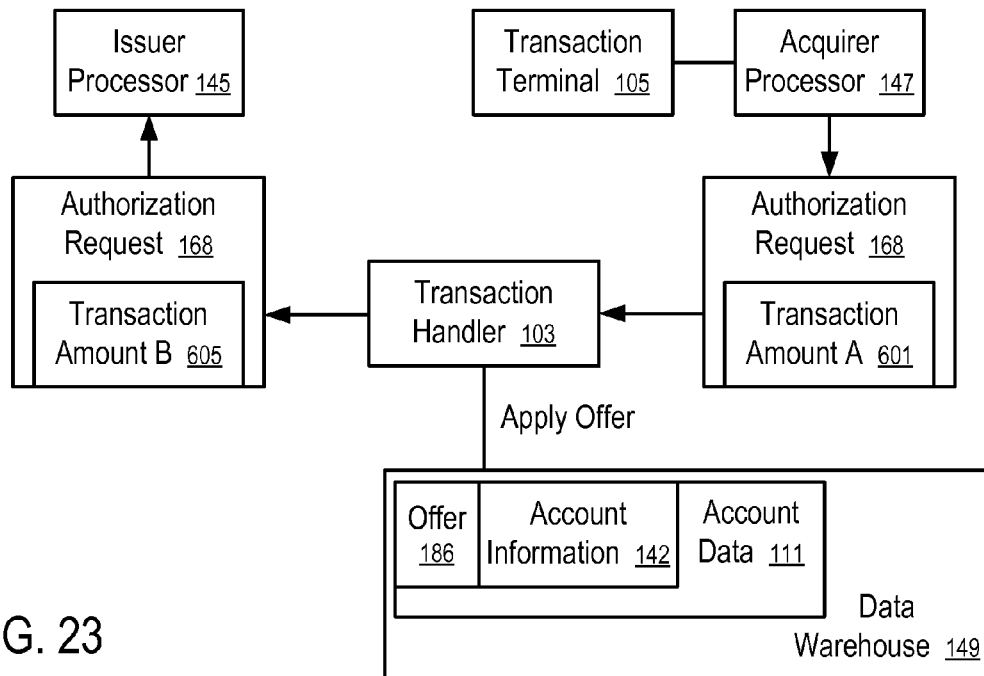 Issuer
Processor 145
Transaction
Terminal 105
Acquirer
Processor 147
Authorization
Request 168
Transaction
Amount B 605
Transaction
Handler 103
Authorization
Request 168
Transaction
Amount A 601
Apply Offer
Offer
186
Account
Information 142
Account
Data 111
Data
Warehouse 149
G. 23